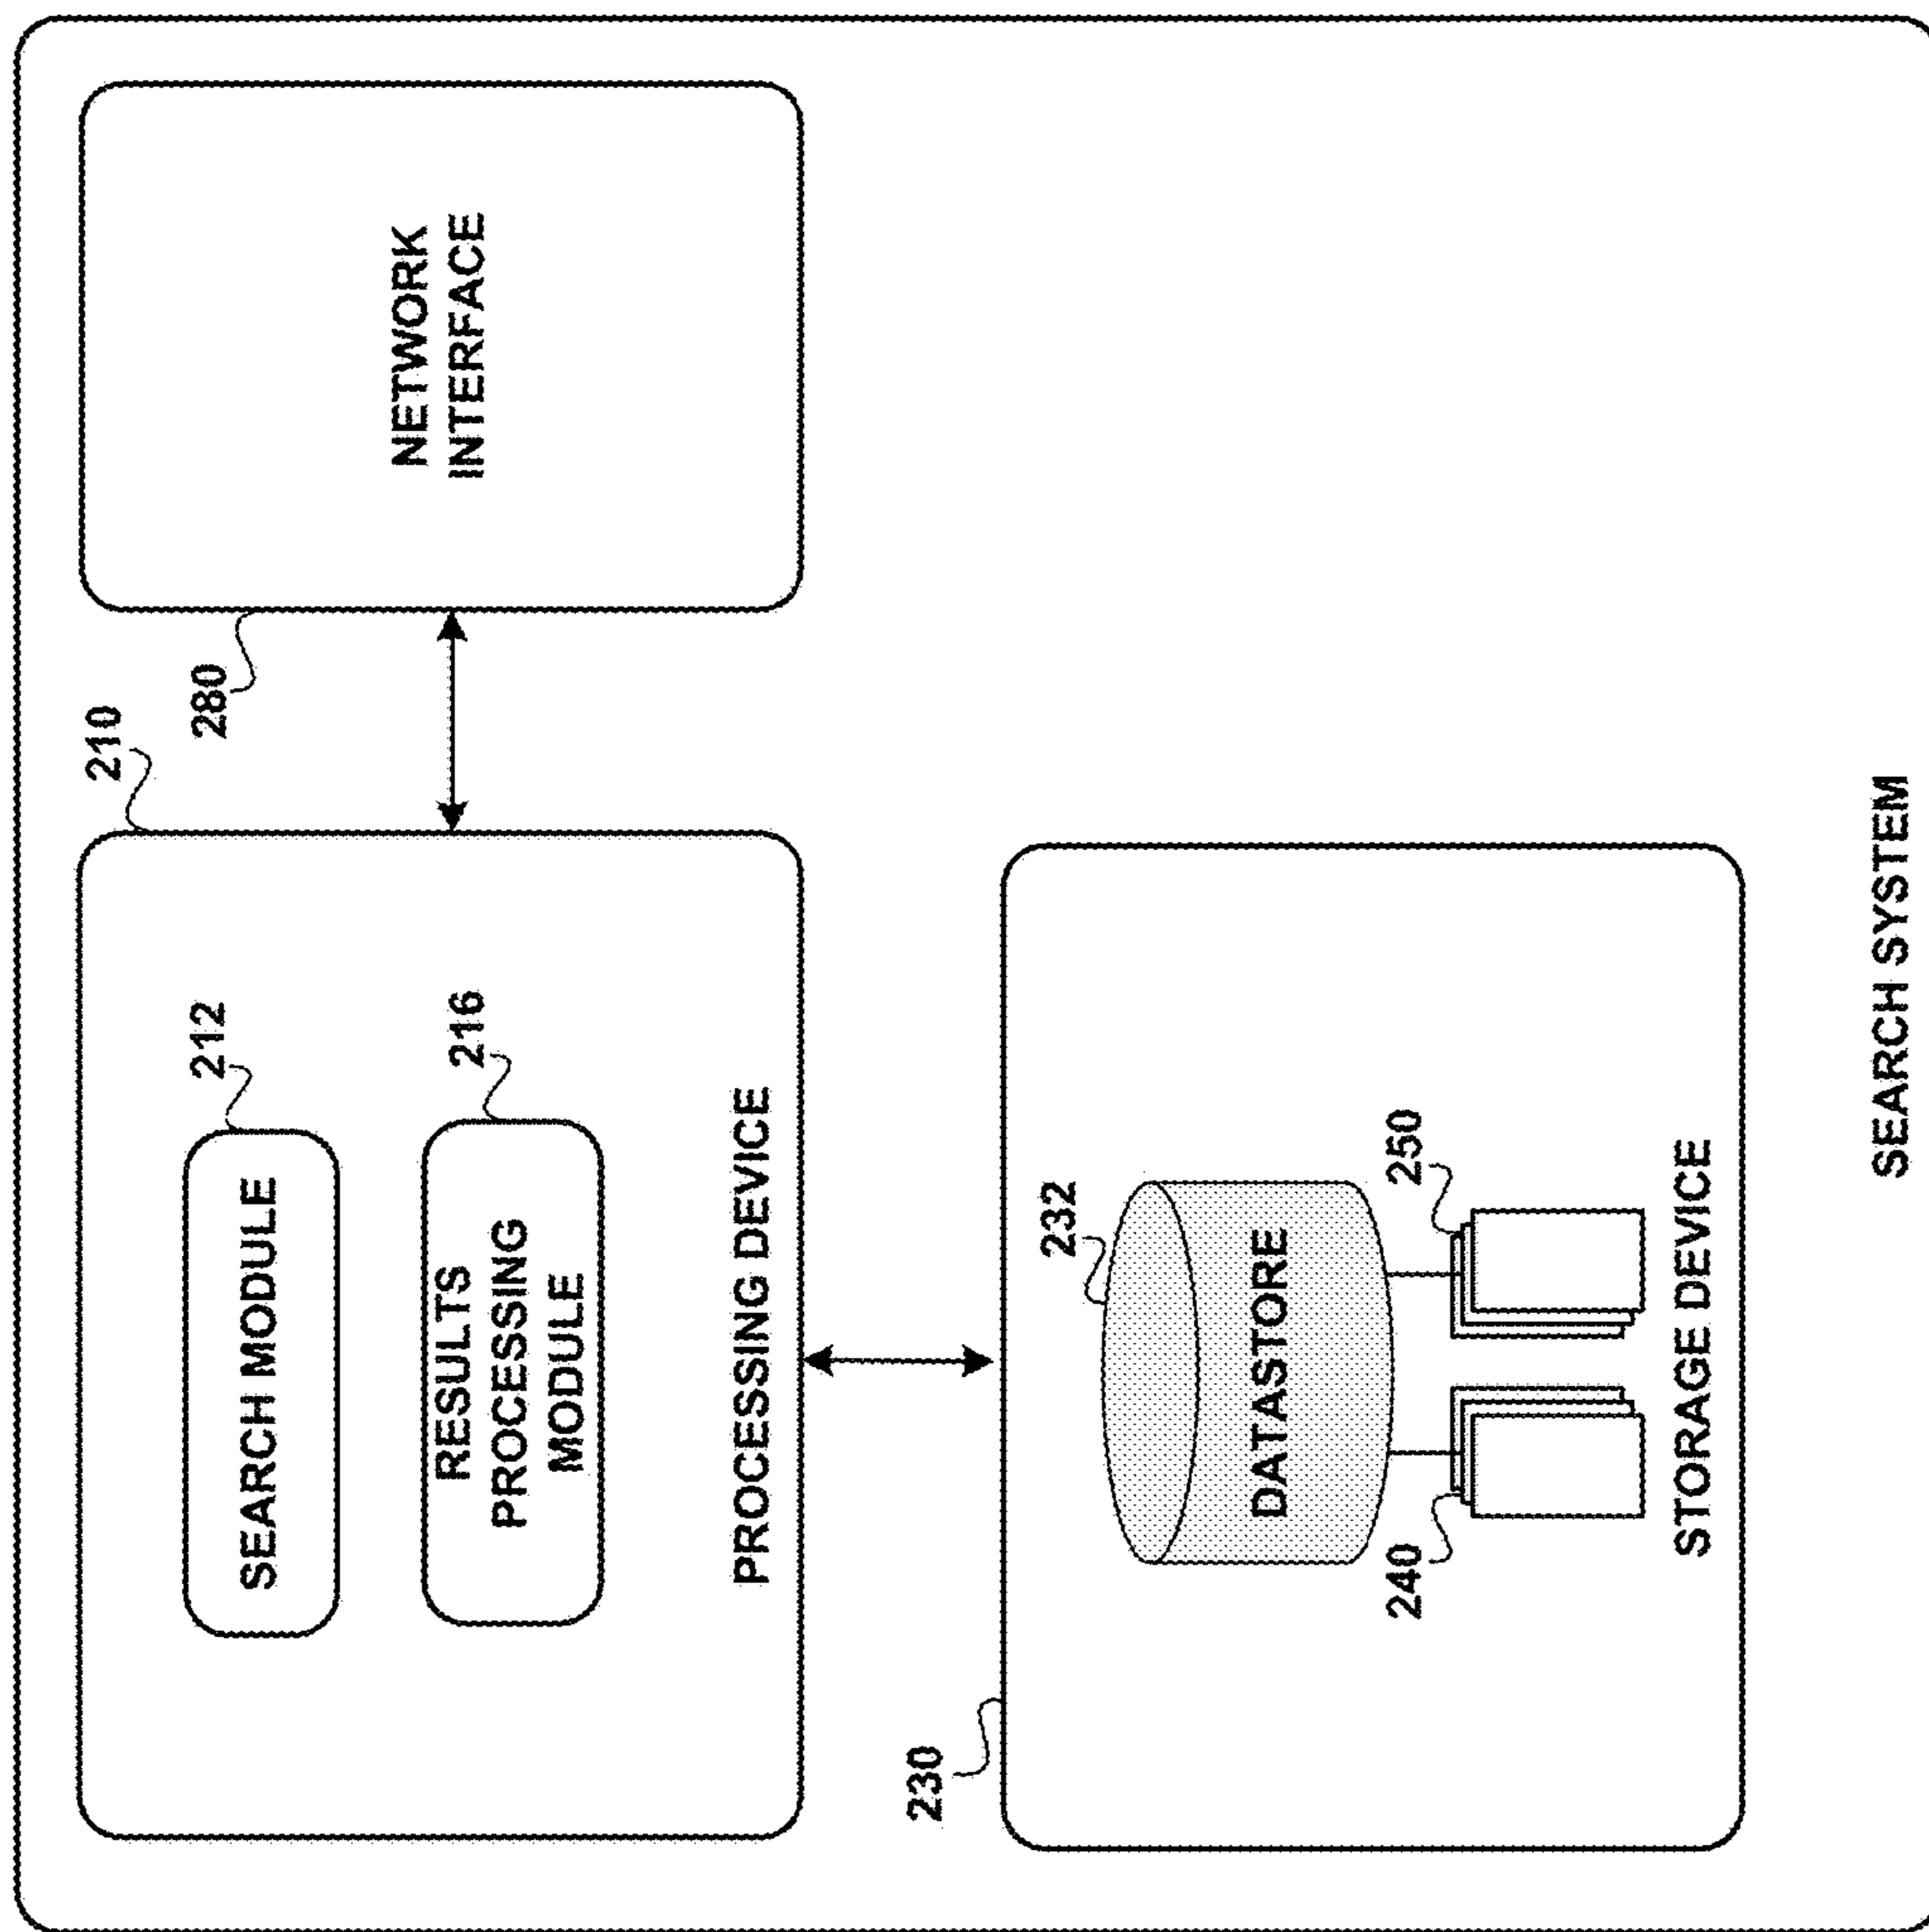 210
212
SEARCH MODULE
216
RESULTS
PROCESSING
MODULE
PROCESSING DEVICE
280
NETWORK
INTERFACE
230
232
DATASTORE
240
250
STORAGE DEVICE
SEARCH SYSTEM